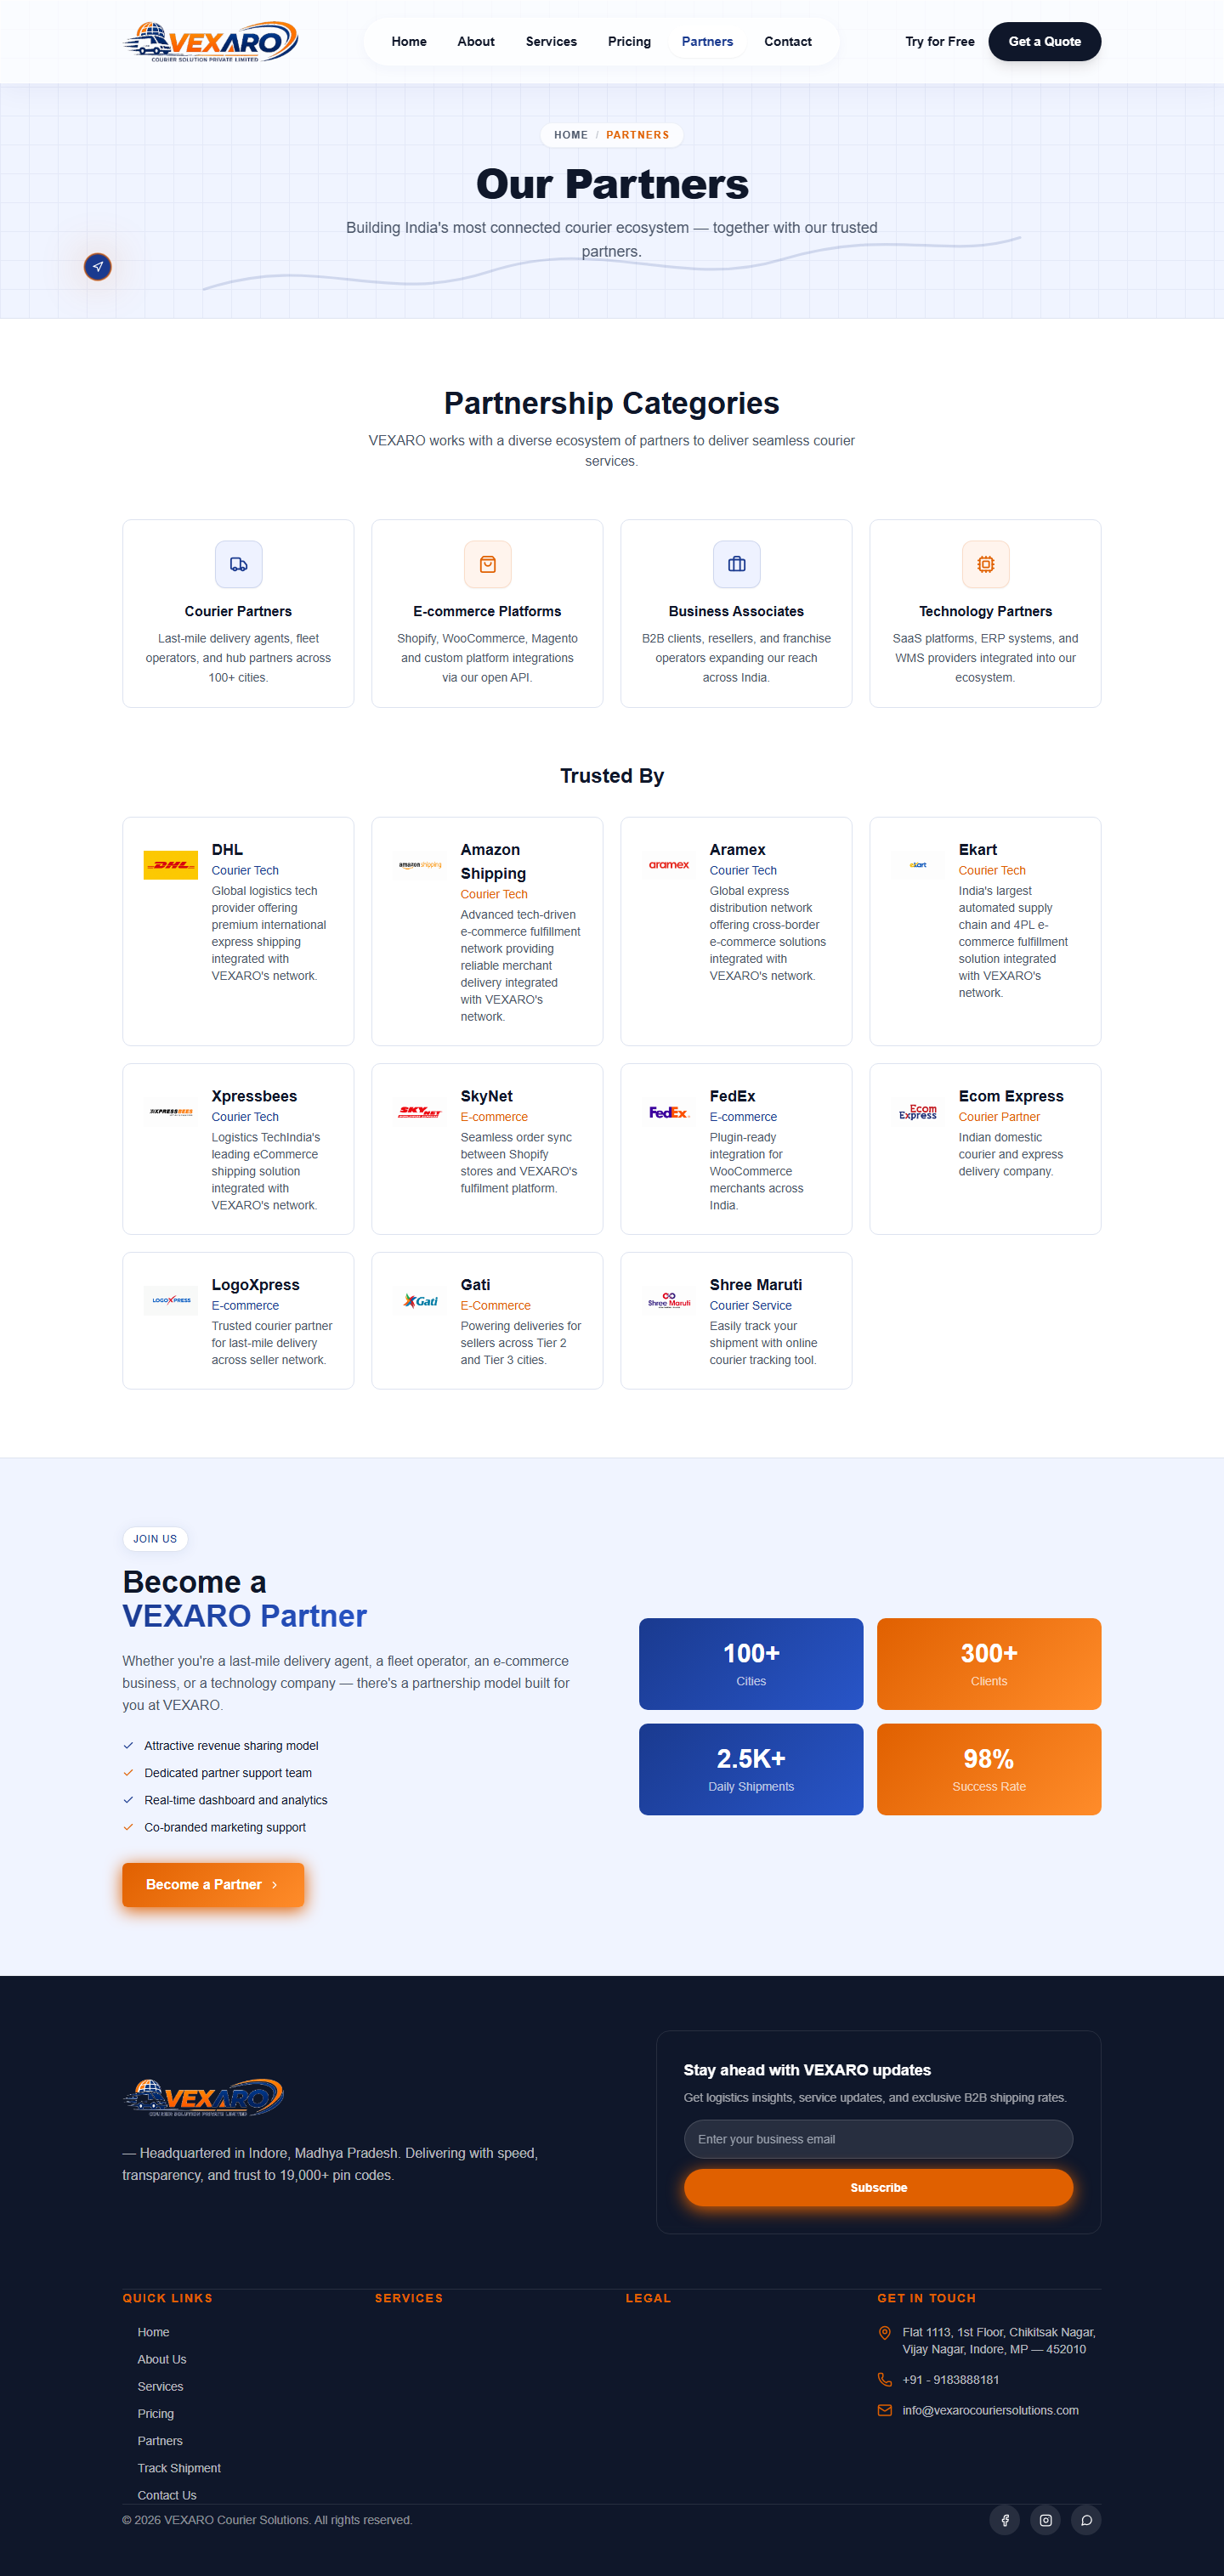 VEXARO
COURIER SOLUTION PRIVATE LIMITED
Home
About
Services
Pricing
Partners
Contact
Try for Free
Get a Quote
HOME / PARTNERS
Our Partners
Building India's most connected courier ecosystem — together with our trusted
partners.
Partnership Categories
VEXARO works with a diverse ecosystem of partners to deliver seamless courier
services.
Courier Partners
Last-mile delivery agents, fleet
operators, and hub partners across
100+ cities.
E-commerce Platforms
Shopify, WooCommerce, Magento
and custom platform integrations
via our open API.
Business Associates
B2B clients, resellers, and franchise
operators expanding our reach
across India.
Technology Partners
SaaS platforms, ERP systems, and
WMS providers integrated into our
ecosystem.
Trusted By
DHL
DHL
Courier Tech
Global logistics tech
provider offering
premium international
express shipping
integrated with
VEXARO's network.
amazon shipping
Amazon
Shipping
Courier Tech
Advanced tech-driven
e-commerce fulfillment
network providing
reliable merchant
delivery integrated
with VEXARO's
network.
aramex
Aramex
Courier Tech
Global express
distribution network
offering cross-border
e-commerce solutions
integrated with
VEXARO's network.
ekart
Ekart
Courier Tech
India's largest
automated supply
chain and 4PL e-
commerce fulfillment
solution integrated
with VEXARO's
network.
XPRESSBEES
Xpressbees
Courier Tech
Logistics TechIndia's
leading eCommerce
shipping solution
integrated with
VEXARO's network.
SKYNET
SkyNet
E-commerce
Seamless order sync
between Shopify
stores and VEXARO's
fulfilment platform.
FedEx
FedEx
E-commerce
Plugin-ready
integration for
WooCommerce
merchants across
India.
Ecom
Express
Ecom Express
Courier Partner
Indian domestic
courier and express
delivery company.
LOGOXPRESS
LogoXpress
E-commerce
Trusted courier partner
for last-mile delivery
across seller network.
Gati
Gati
E-Commerce
Powering deliveries for
sellers across Tier 2
and Tier 3 cities.
Shree Maruti
Shree Maruti
Courier Service
Easily track your
shipment with online
courier tracking tool.
JOIN US
Become a
VEXARO Partner
Whether you're a last-mile delivery agent, a fleet operator, an e-commerce
business, or a technology company — there's a partnership model built for
you at VEXARO.
Attractive revenue sharing model
Dedicated partner support team
Real-time dashboard and analytics
Co-branded marketing support
Become a Partner
100+
Cities
300+
Clients
2.5K+
Daily Shipments
98%
Success Rate
VEXARO
COURIER SOLUTION PRIVATE LIMITED
— Headquartered in Indore, Madhya Pradesh. Delivering with speed,
transparency, and trust to 19,000+ pin codes.
Stay ahead with VEXARO updates
Get logistics insights, service updates, and exclusive B2B shipping rates.
Enter your business email
Subscribe
QUICK LINKS
Home
About Us
Services
Pricing
Partners
Track Shipment
Contact Us
SERVICES
LEGAL
GET IN TOUCH
Flat 1113, 1st Floor, Chikitsak Nagar,
Vijay Nagar, Indore, MP — 452010
+91 - 9183888181
info@vexarocouriersolutions.com
© 2026 VEXARO Courier Solutions. All rights reserved.